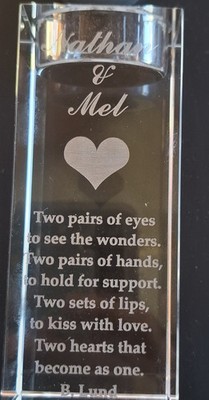 Nathan
&
Mel
Two pairs of eyes
to see the wonders.
Two pairs of hands,
to hold for support.
Two sets of lips,
to kiss with love.
Two hearts that
become as one.
B. Lund